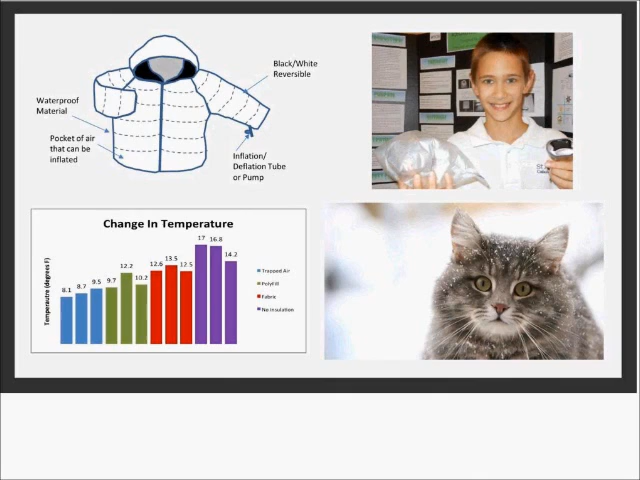 Black/White
Reversible
Waterproof
Material
Pocket of air
that can be
inflated
Inflation/
Deflation Tube
or Pump
Change In Temperature
Temperautre (degrees F)
8.1
8.7
9.5
9.7
12.2
10.2
12.6
13.5
12.5
17
16.8
14.2
Trapped Air
Polyfill
Fabric
No Insulation